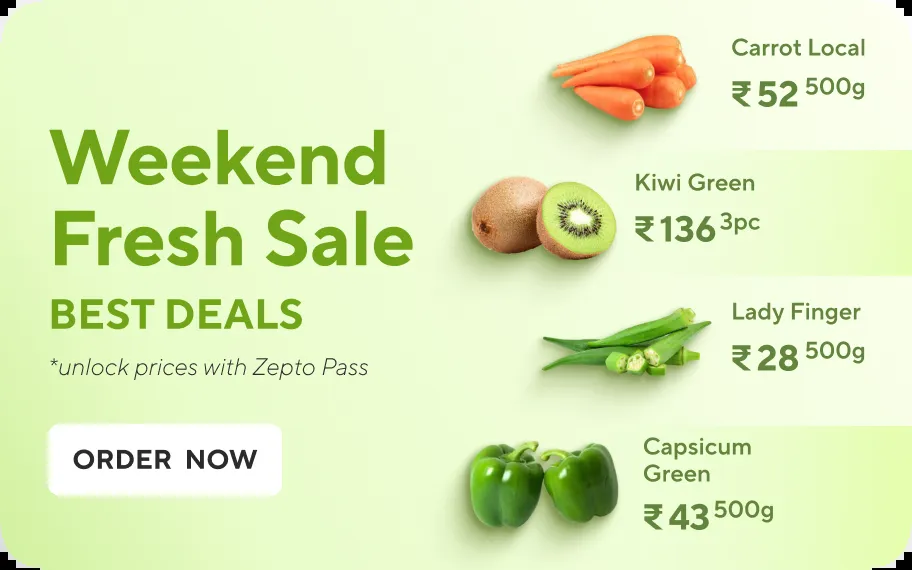 Weekend
Fresh Sale
BEST DEALS
*unlock prices with Zepto Pass
ORDER NOW
Carrot Local
₹52 500g
Kiwi Green
₹136 3pc
Lady Finger
₹28 500g
Capsicum
Green
₹43 500g